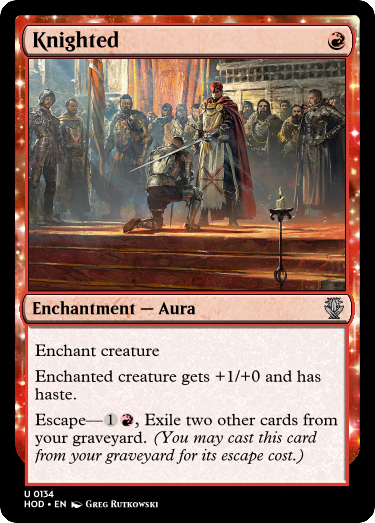 Knighted
Enchantment — Aura
Enchant creature
Enchanted creature gets +1/+0 and has
haste.
Escape—1, Exile two other cards from
your graveyard. (You may cast this card
from your graveyard for its escape cost.)
U 0134
HOD • EN Greg Rutkowski